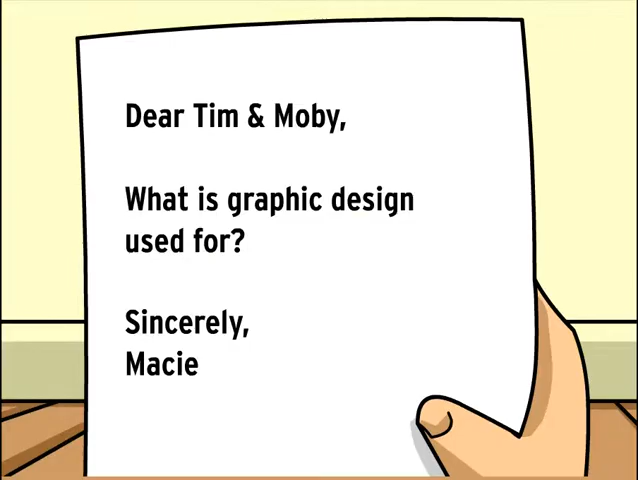 Dear Tim & Moby,
What is graphic design
used for?
Sincerely,
Macie